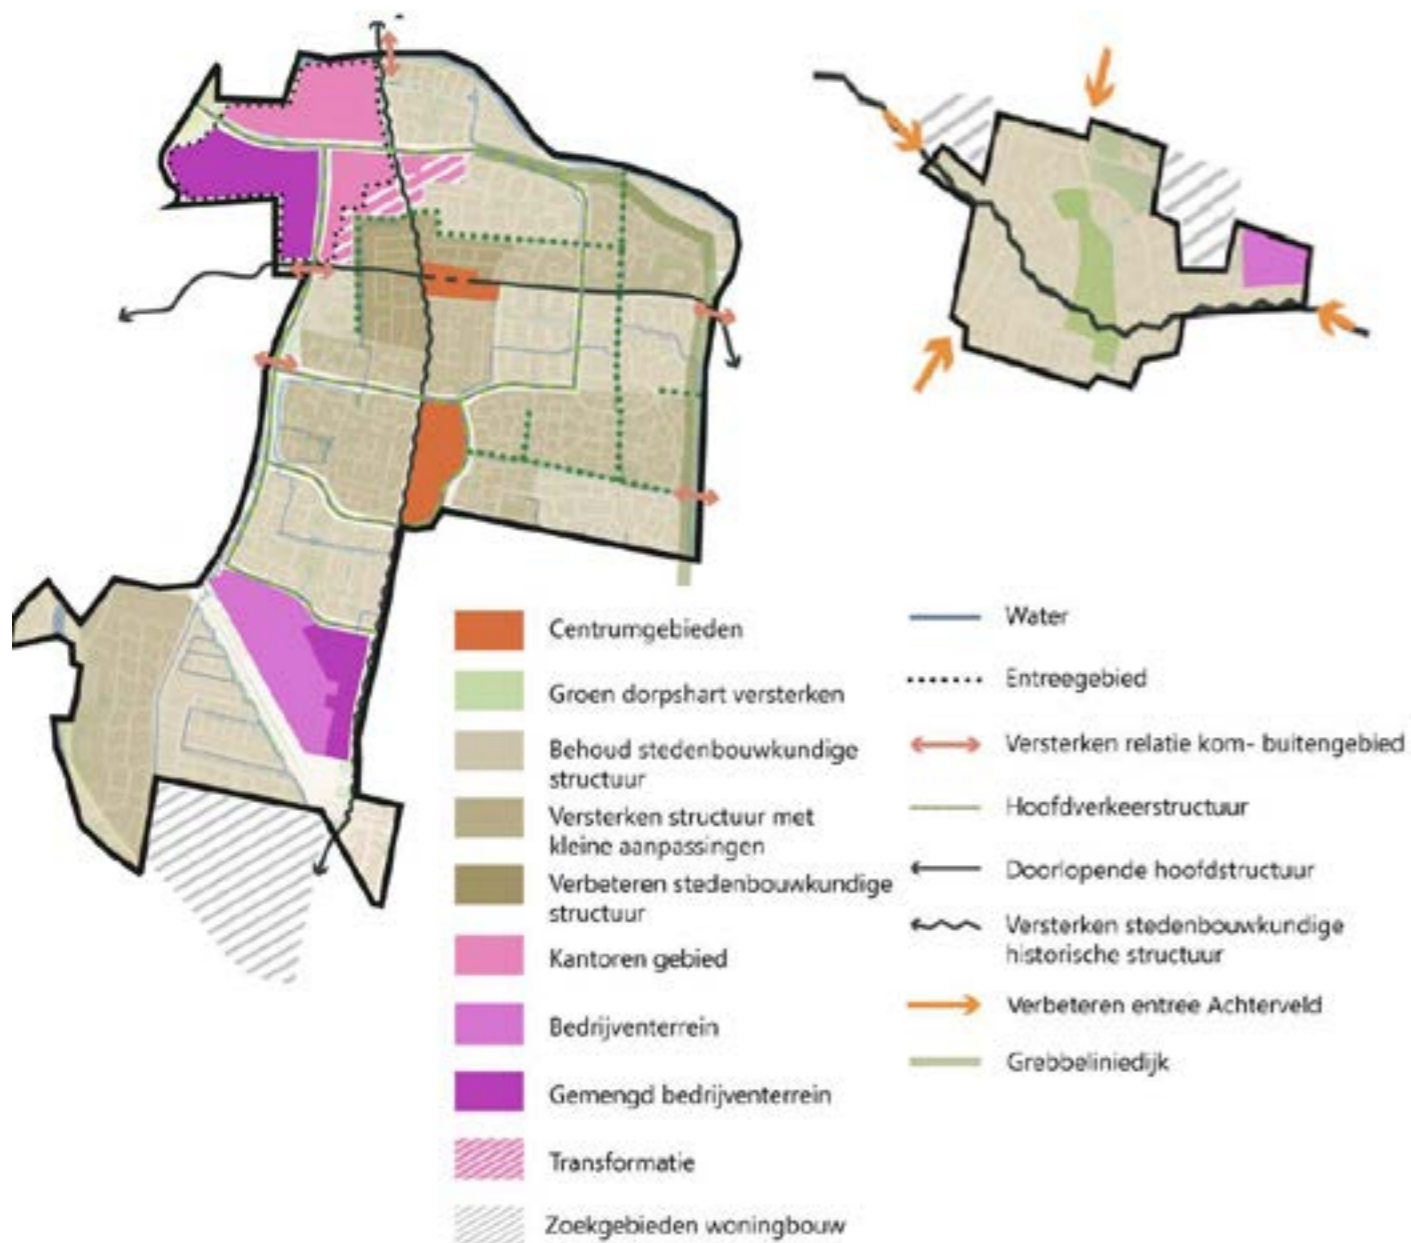 Centrumgebieden
Groen dorpshart versterken
Behoud stedenbouwkundige
structuur
Versterken structuur met
kleine aanpassingen
Verbeteren stedenbouwkundige
structuur
Kantoren gebied
Bedrijventerrein
Gemengd bedrijventerrein
Transformatie
Zoekgebieden woningbouw
Water
Entreegebied
Versterken relatie kom- buitengebied
Hoofdverkeerstructuur
Doorlopende hoofdstructuur
Versterken stedenbouwkundige
historische structuur
Verbeteren entree Achterveld
Grebbeliniedijk